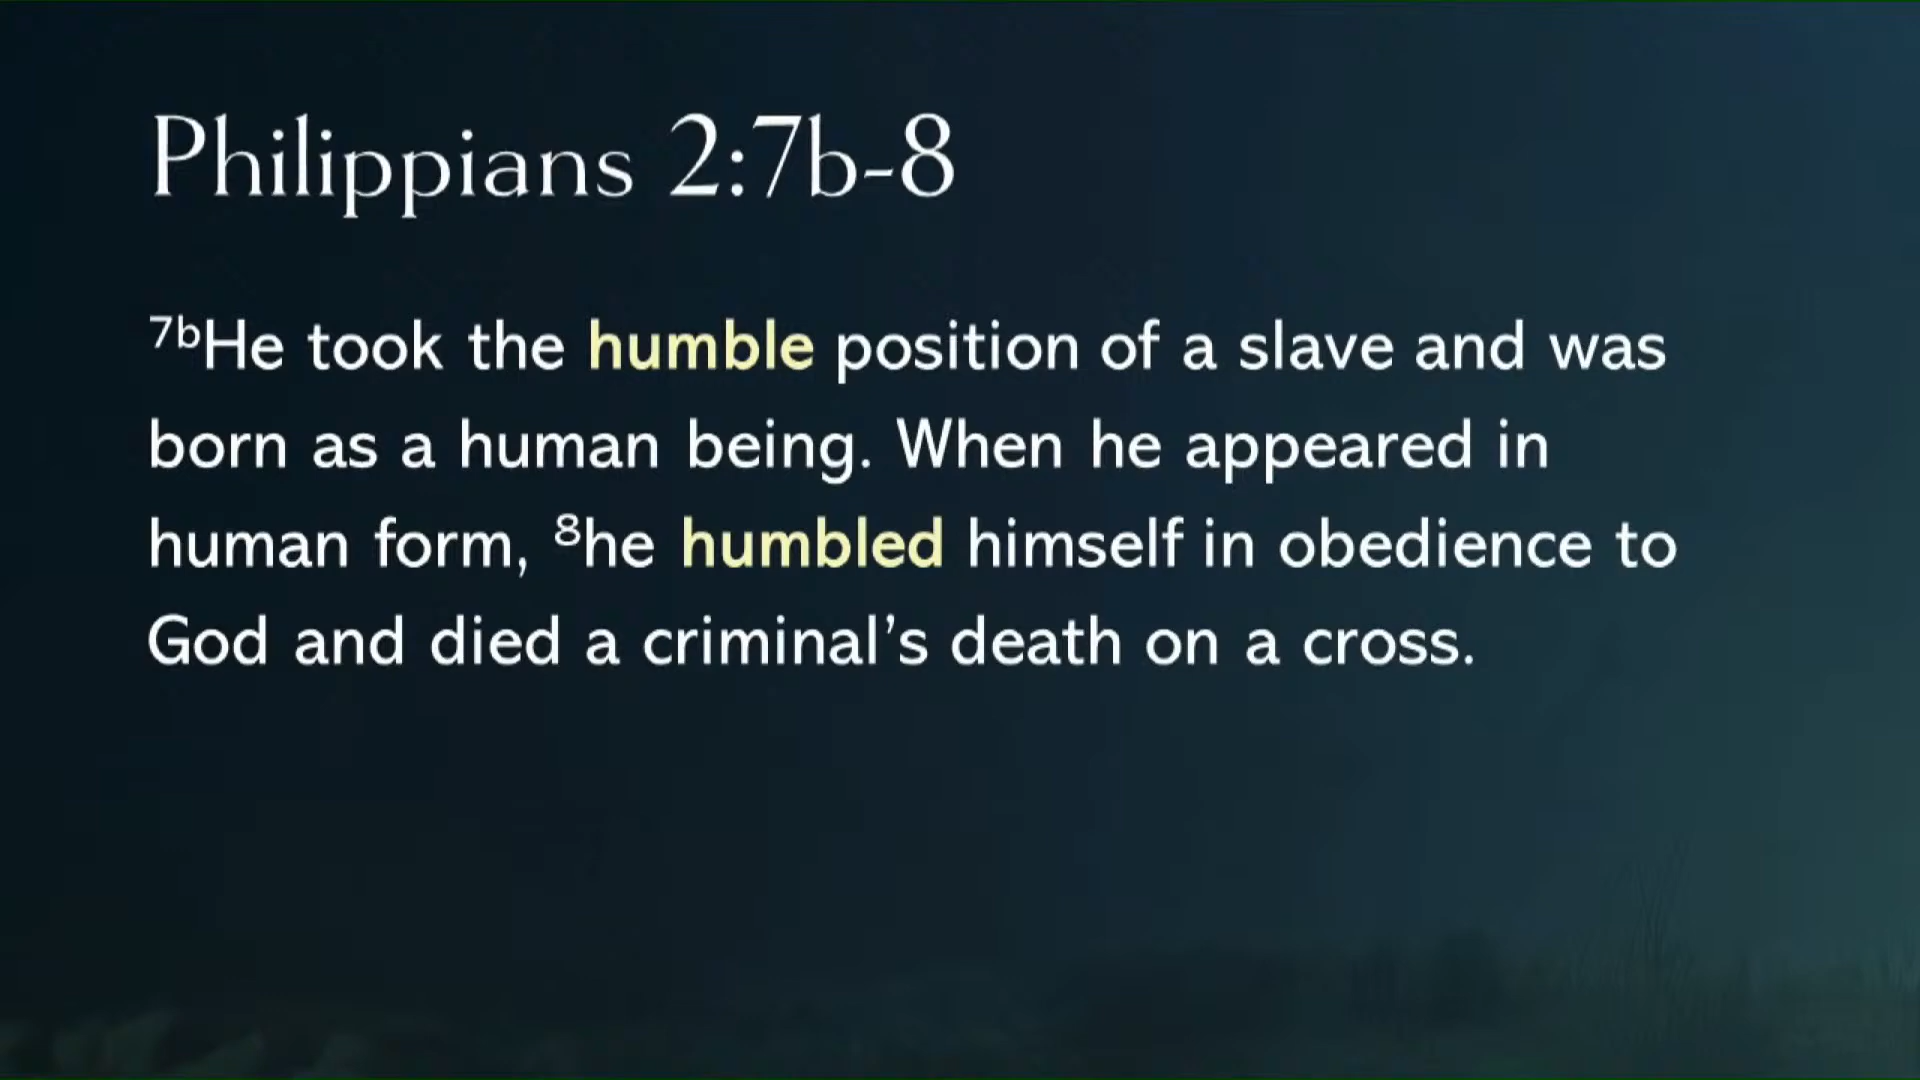 Philippians 2:7b-8
7bHe took the humble position of a slave and was
born as a human being. When he appeared in
human form, 8he humbled himself in obedience to
God and died a criminal’s death on a cross.